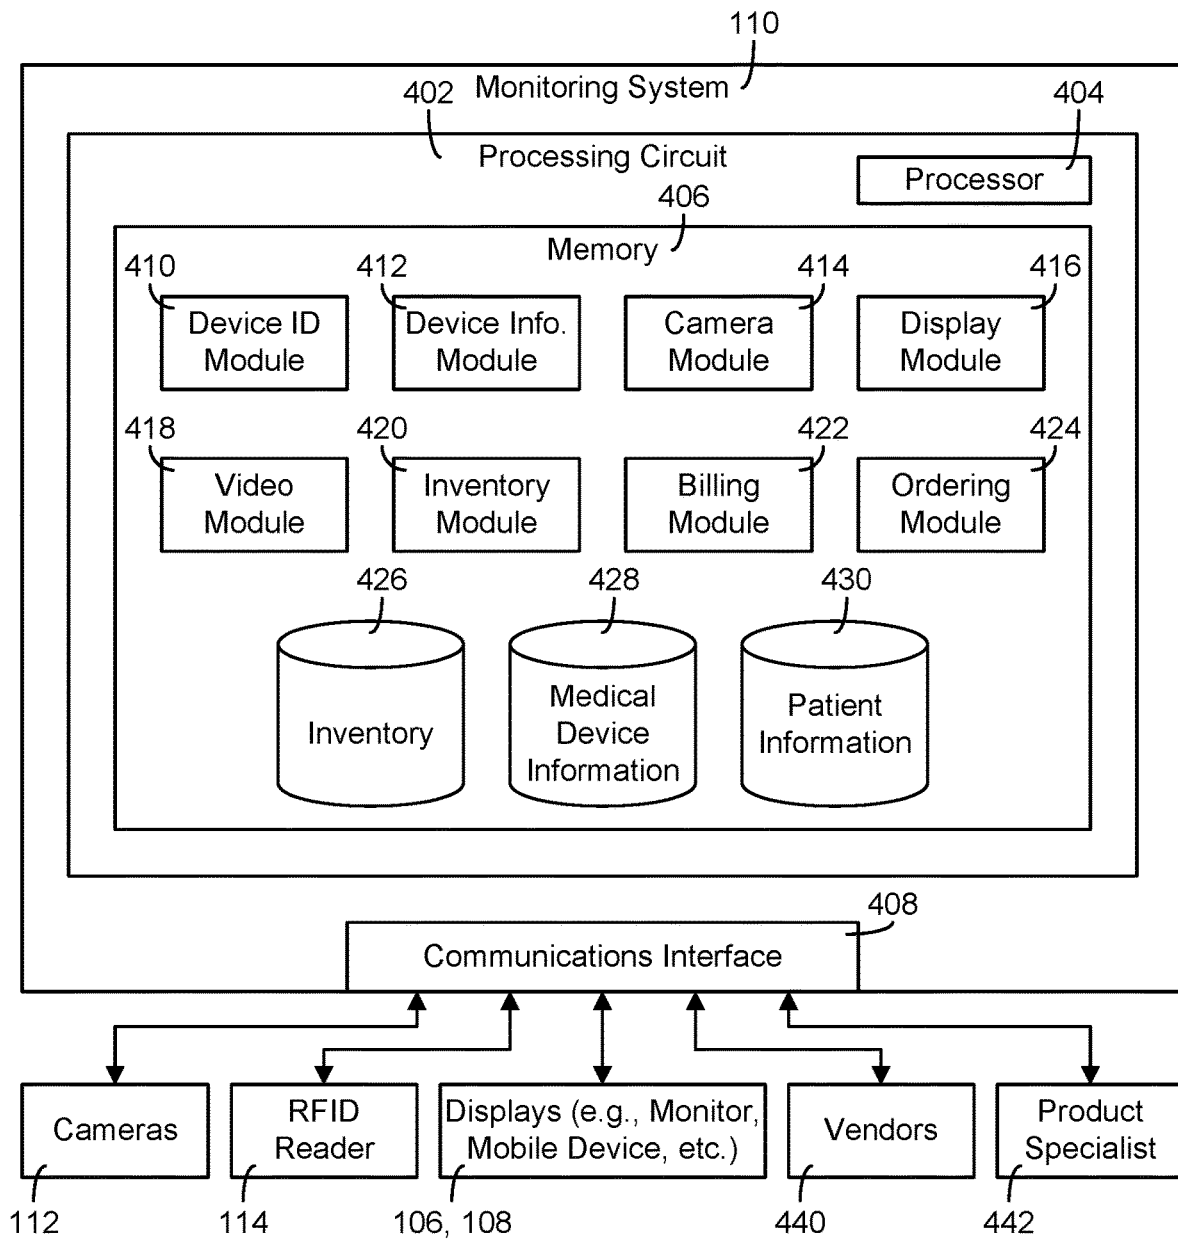 110
Monitoring System
402
404
Processing Circuit
Processor
406
Memory
410
412
414
416
Device ID
Module
Device Info.
Module
Camera
Module
Display
Module
418
420
422
424
Video
Module
Inventory
Module
Billing
Module
Ordering
Module
426
428
430
Inventory
Medical
Device
Information
Patient
Information
408
Communications Interface
Cameras
RFID
Reader
Displays (e.g., Monitor,
Mobile Device, etc.)
Vendors
Product
Specialist
112
114
106, 108
440
442